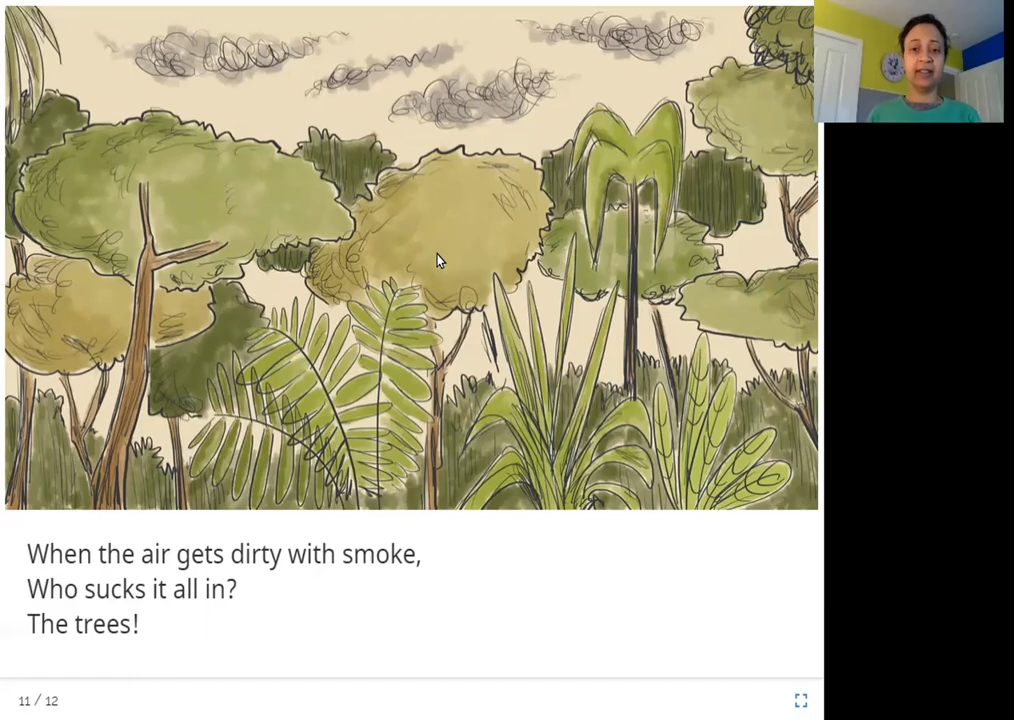 When the air gets dirty with smoke,
Who sucks it all in?
The trees!
11 / 12